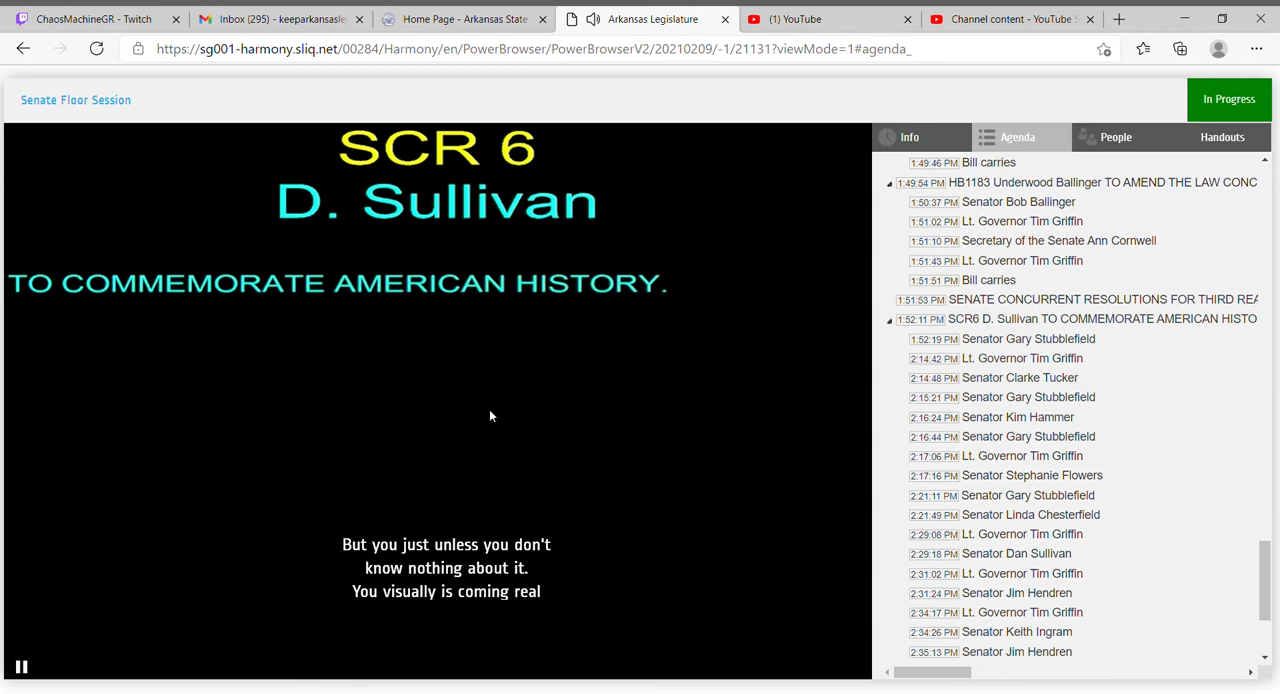 ChaosMachineGR - Twitch
Inbox (295) - keeparkansasle
Home Page - Arkansas State
Arkansas Legislature
(1) YouTube
Channel content - YouTube S
https://sg001-harmony.sliq.net/00284/Harmony/en/PowerBrowser/PowerBrowserV2/20210209/-1/21131?viewMode=1#agenda_
Senate Floor Session
In Progress
SCR 6
D. Sullivan
TO COMMEMORATE AMERICAN HISTORY.
But you just unless you don't
know nothing about it.
You visually is coming real
Info
Agenda
People
Handouts
1:49:46 PM Bill carries
1:49:54 PM HB1183 Underwood Ballinger TO AMEND THE LAW CONC
1:50:37 PM Senator Bob Ballinger
1:51:02 PM Lt. Governor Tim Griffin
1:51:10 PM Secretary of the Senate Ann Cornwell
1:51:43 PM Lt. Governor Tim Griffin
1:51:51 PM Bill carries
1:51:53 PM SENATE CONCURRENT RESOLUTIONS FOR THIRD REA
1:52:11 PM SCR6 D. Sullivan TO COMMEMORATE AMERICAN HISTO
1:52:19 PM Senator Gary Stubblefield
2:14:42 PM Lt. Governor Tim Griffin
2:14:48 PM Senator Clarke Tucker
2:15:21 PM Senator Gary Stubblefield
2:16:24 PM Senator Kim Hammer
2:16:44 PM Senator Gary Stubblefield
2:17:06 PM Lt. Governor Tim Griffin
2:17:16 PM Senator Stephanie Flowers
2:21:11 PM Senator Gary Stubblefield
2:21:49 PM Senator Linda Chesterfield
2:29:08 PM Lt. Governor Tim Griffin
2:29:18 PM Senator Dan Sullivan
2:31:02 PM Lt. Governor Tim Griffin
2:31:24 PM Senator Jim Hendren
2:34:17 PM Lt. Governor Tim Griffin
2:34:26 PM Senator Keith Ingram
2:35:13 PM Senator Jim Hendren